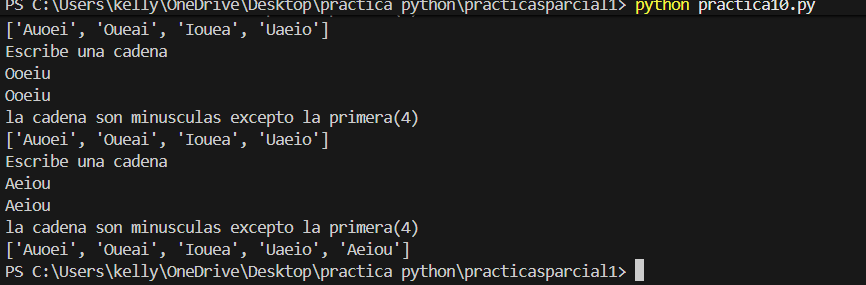 PS C:\Users\kelly\OneDrive\Desktop\practica python\practicasparcial1> python practica10.py
['Auoei', 'Oueai', 'Iouea', 'Uaeio']
Escribe una cadena
Ooeiu
Ooeiu
la cadena son minusculas excepto la primera(4)
['Auoei', 'Oueai', 'Iouea', 'Uaeio']
Escribe una cadena
Aeiou
Aeiou
la cadena son minusculas excepto la primera(4)
['Auoei', 'Oueai', 'Iouea', 'Uaeio', 'Aeiou']
PS C:\Users\kelly\OneDrive\Desktop\practica python\practicasparcial1>